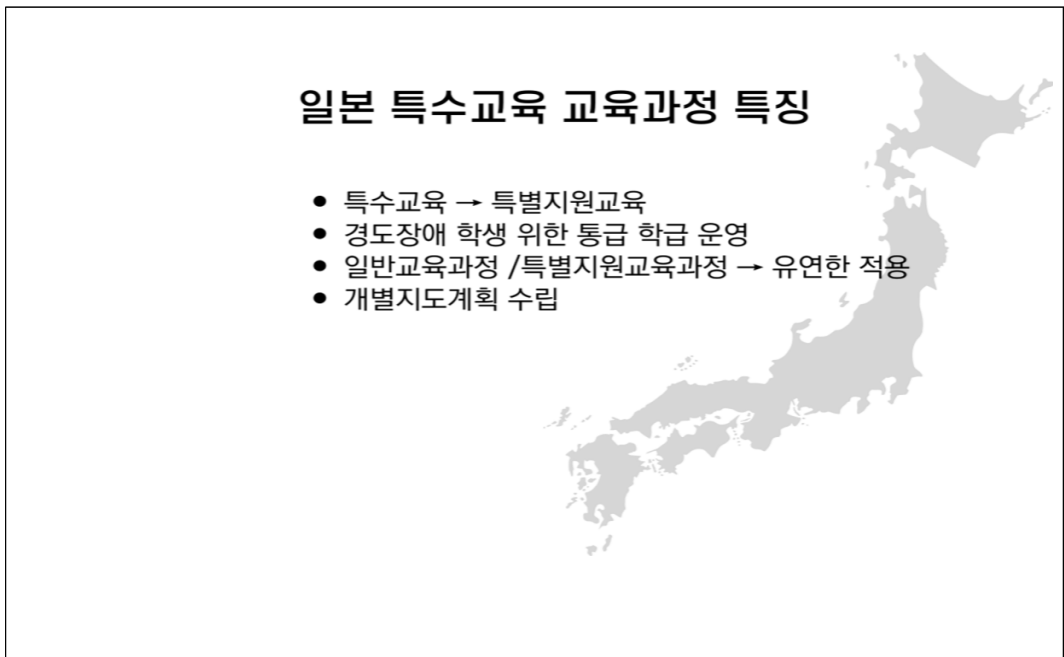 일본 특수교육 교육과정 특징
• 특수교육 → 특별지원교육
• 경도장애 학생 위한 통급 학급 운영
• 일반교육과정 /특별지원교육과정 → 유연한 적용
• 개별지도계획 수립